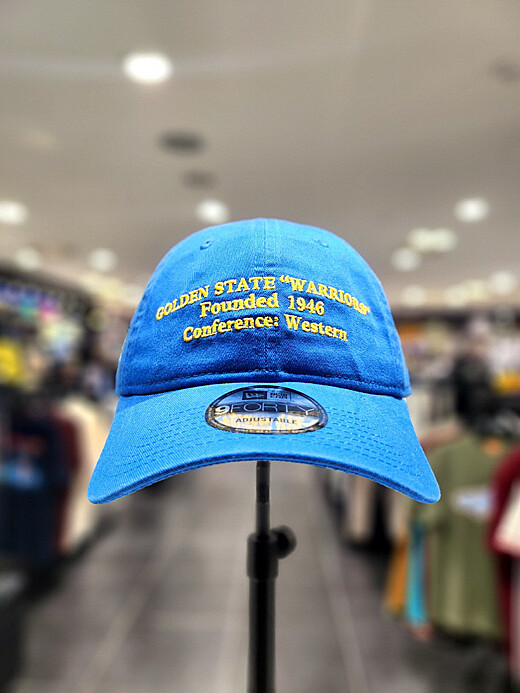 GOLDEN STATE “WARRIORS”
Founded 1946
Conference: Western
9FORTY
ADJUSTABLE